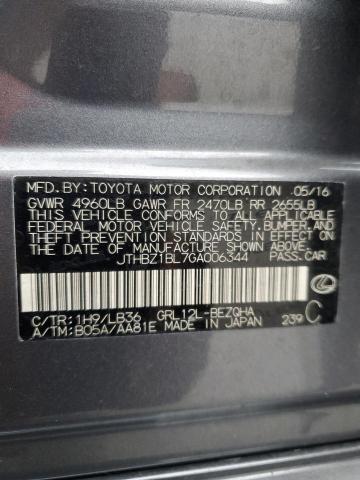 MFD.BY:TOYOTA MOTOR CORPORATION 05/16
GVWR 4960LB GAWR FR 2470LB RR 2655LB
THIS VEHICLE CONFORMS TO ALL APPLICABLE
FEDERAL MOTOR VEHICLE SAFETY, BUMPER,
AND THEFT PREVENTION STANDARDS IN EFFECT
ON THE DATE OF MANUFACTURE SHOWN ABOVE.
JTHBZ1BL7GA006344 PASS.CAR
C/TR:1H9/LB36 GRL12L-BEZQHA
A/TM:B05A/AA81E MADE IN JAPAN 239 C